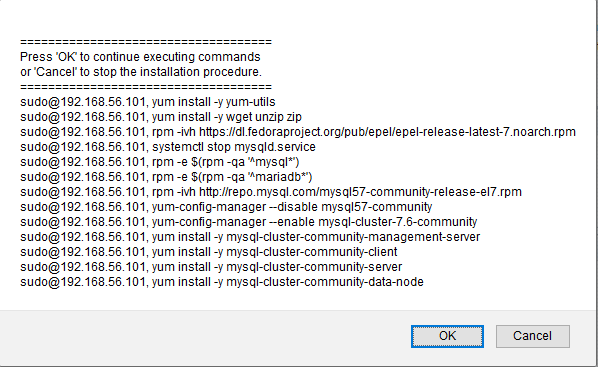 ====================================
Press 'OK' to continue executing commands
or 'Cancel' to stop the installation procedure.
====================================
sudo@192.168.56.101, yum install -y yum-utils
sudo@192.168.56.101, yum install -y wget unzip zip
sudo@192.168.56.101, rpm -ivh https://dl.fedoraproject.org/pub/epel/epel-release-latest-7.noarch.rpm
sudo@192.168.56.101, systemctl stop mysqld.service
sudo@192.168.56.101, rpm -e $(rpm -qa '^mysql*')
sudo@192.168.56.101, rpm -e $(rpm -qa '^mariadb*')
sudo@192.168.56.101, rpm -ivh http://repo.mysql.com/mysql57-community-release-el7.rpm
sudo@192.168.56.101, yum-config-manager --disable mysql57-community
sudo@192.168.56.101, yum-config-manager --enable mysql-cluster-7.6-community
sudo@192.168.56.101, yum install -y mysql-cluster-community-management-server
sudo@192.168.56.101, yum install -y mysql-cluster-community-client
sudo@192.168.56.101, yum install -y mysql-cluster-community-server
sudo@192.168.56.101, yum install -y mysql-cluster-community-data-node
OK Cancel